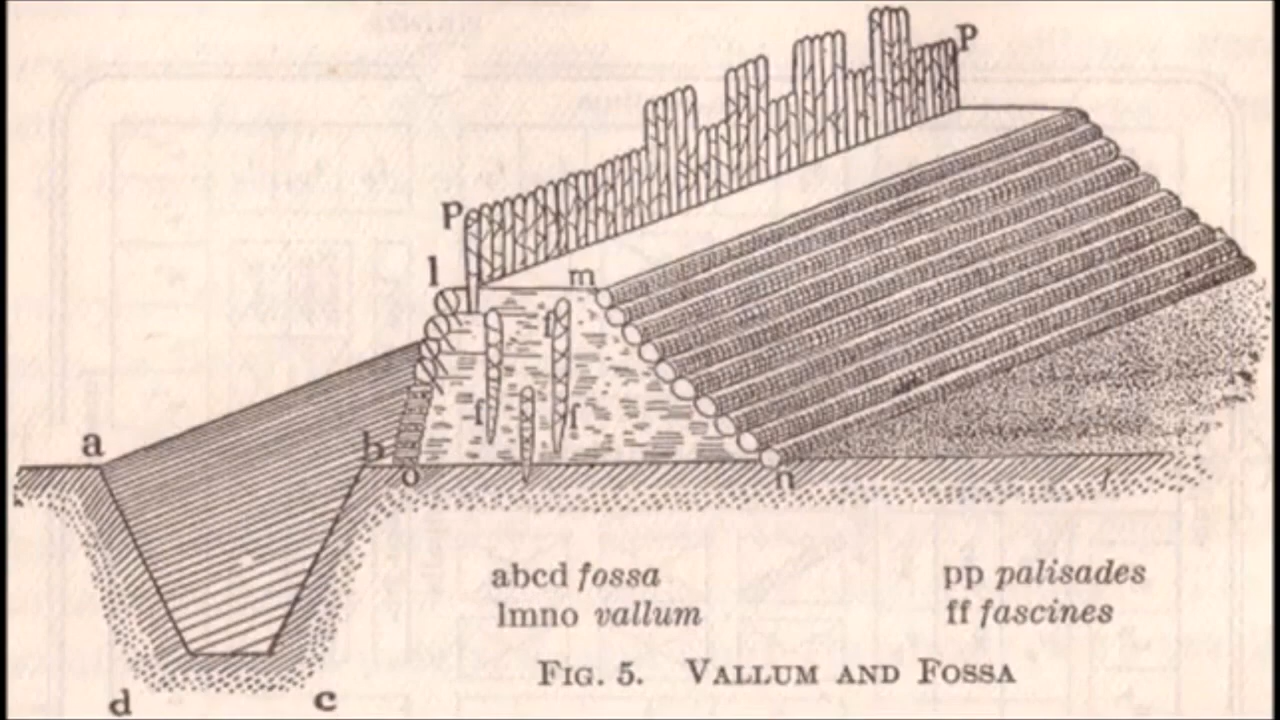 P
P
l
m
f
f
f
a
b
o
n
abcd fossa
pp palisades
lmno vallum
ff fascines
FIG. 5. VALLUM AND FOSSA
d
c